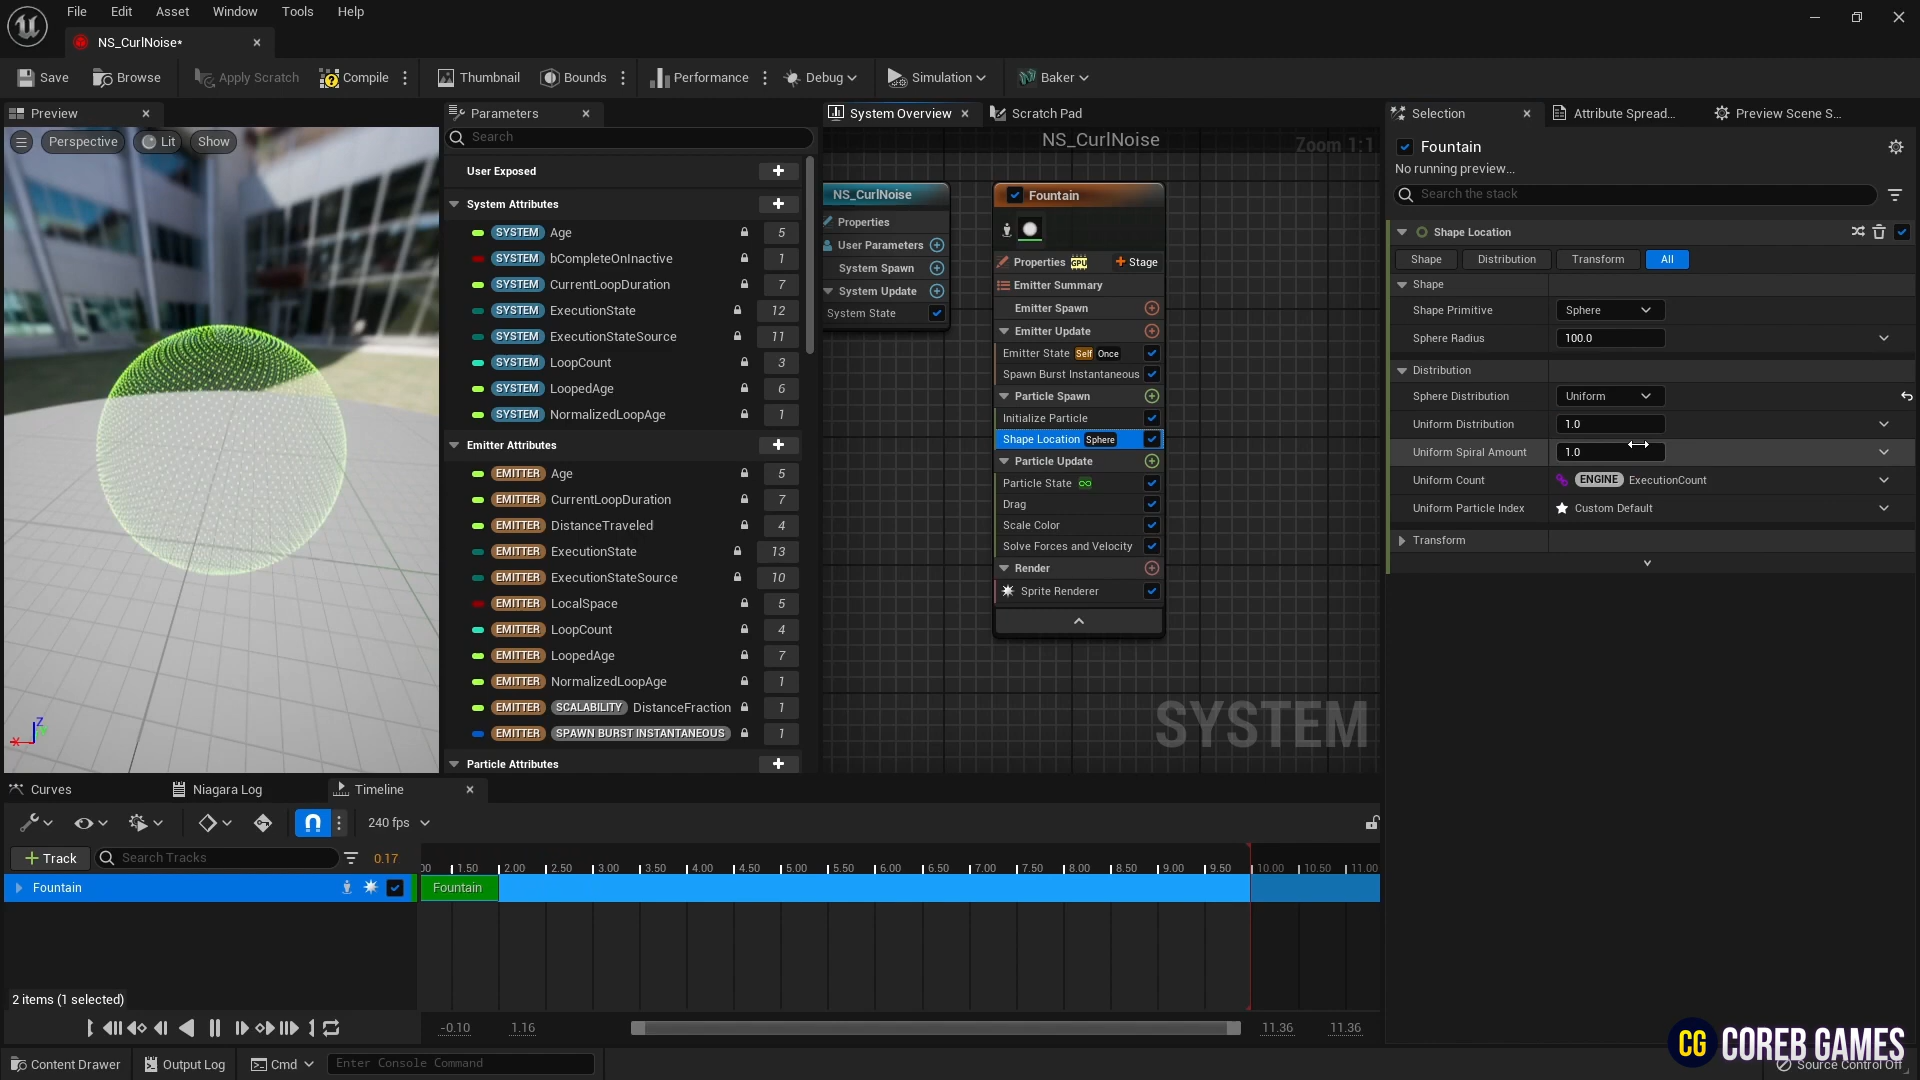 File Edit Asset Window Tools Help
NS_CurlNoise*
Save Browse Apply Scratch Compile Thumbnail Bounds Performance Debug Simulation Baker
Preview
Parameters
System Overview
Scratch Pad
Selection
Attribute Spread...
Preview Scene S...
Perspective Lit Show
Search
User Exposed
System Attributes
SYSTEM Age 5
SYSTEM bCompleteOnInactive 1
SYSTEM CurrentLoopDuration 7
SYSTEM ExecutionState 12
SYSTEM ExecutionStateSource 11
SYSTEM LoopCount 3
SYSTEM LoopedAge 6
SYSTEM NormalizedLoopAge 1
Emitter Attributes
EMITTER Age 5
EMITTER CurrentLoopDuration 7
EMITTER DistanceTraveled 4
EMITTER ExecutionState 13
EMITTER ExecutionStateSource 10
EMITTER LocalSpace 5
EMITTER LoopCount 4
EMITTER LoopedAge 7
EMITTER NormalizedLoopAge 1
EMITTER SCALABILITY DistanceFraction 1
EMITTER SPAWN BURST INSTANTANEOUS 1
Particle Attributes
NS_CurlNoise
Zoom 1:1
NS_CurlNoise
Properties
User Parameters
System Spawn
System Update
System State
Fountain
Properties GPU + Stage
Emitter Summary
Emitter Spawn
Emitter Update
Emitter State Self Once
Spawn Burst Instantaneous
Particle Spawn
Initialize Particle
Shape Location Sphere
Particle Update
Particle State
Drag
Scale Color
Solve Forces and Velocity
Render
Sprite Renderer
SYSTEM
Fountain
No running preview...
Search the stack
Shape Location
Shape Distribution Transform All
Shape
Shape Primitive Sphere
Sphere Radius 100.0
Distribution
Sphere Distribution Uniform
Uniform Distribution 1.0
Uniform Spiral Amount 1.0
Uniform Count ENGINE ExecutionCount
Uniform Particle Index Custom Default
Transform
Z
Curves
Niagara Log
Timeline
240 fps
+ Track Search Tracks 0.17
00 1.50 2.00 2.50 3.00 3.50 4.00 4.50 5.00 5.50 6.00 6.50 7.00 7.50 8.00 8.50 9.00 9.50 10.00 10.50 11.00
Fountain
Fountain
2 items (1 selected)
-0.10 1.16 11.36 11.36
Content Drawer Output Log Cmd Enter Console Command
CG COREB GAMES
Source Control Off